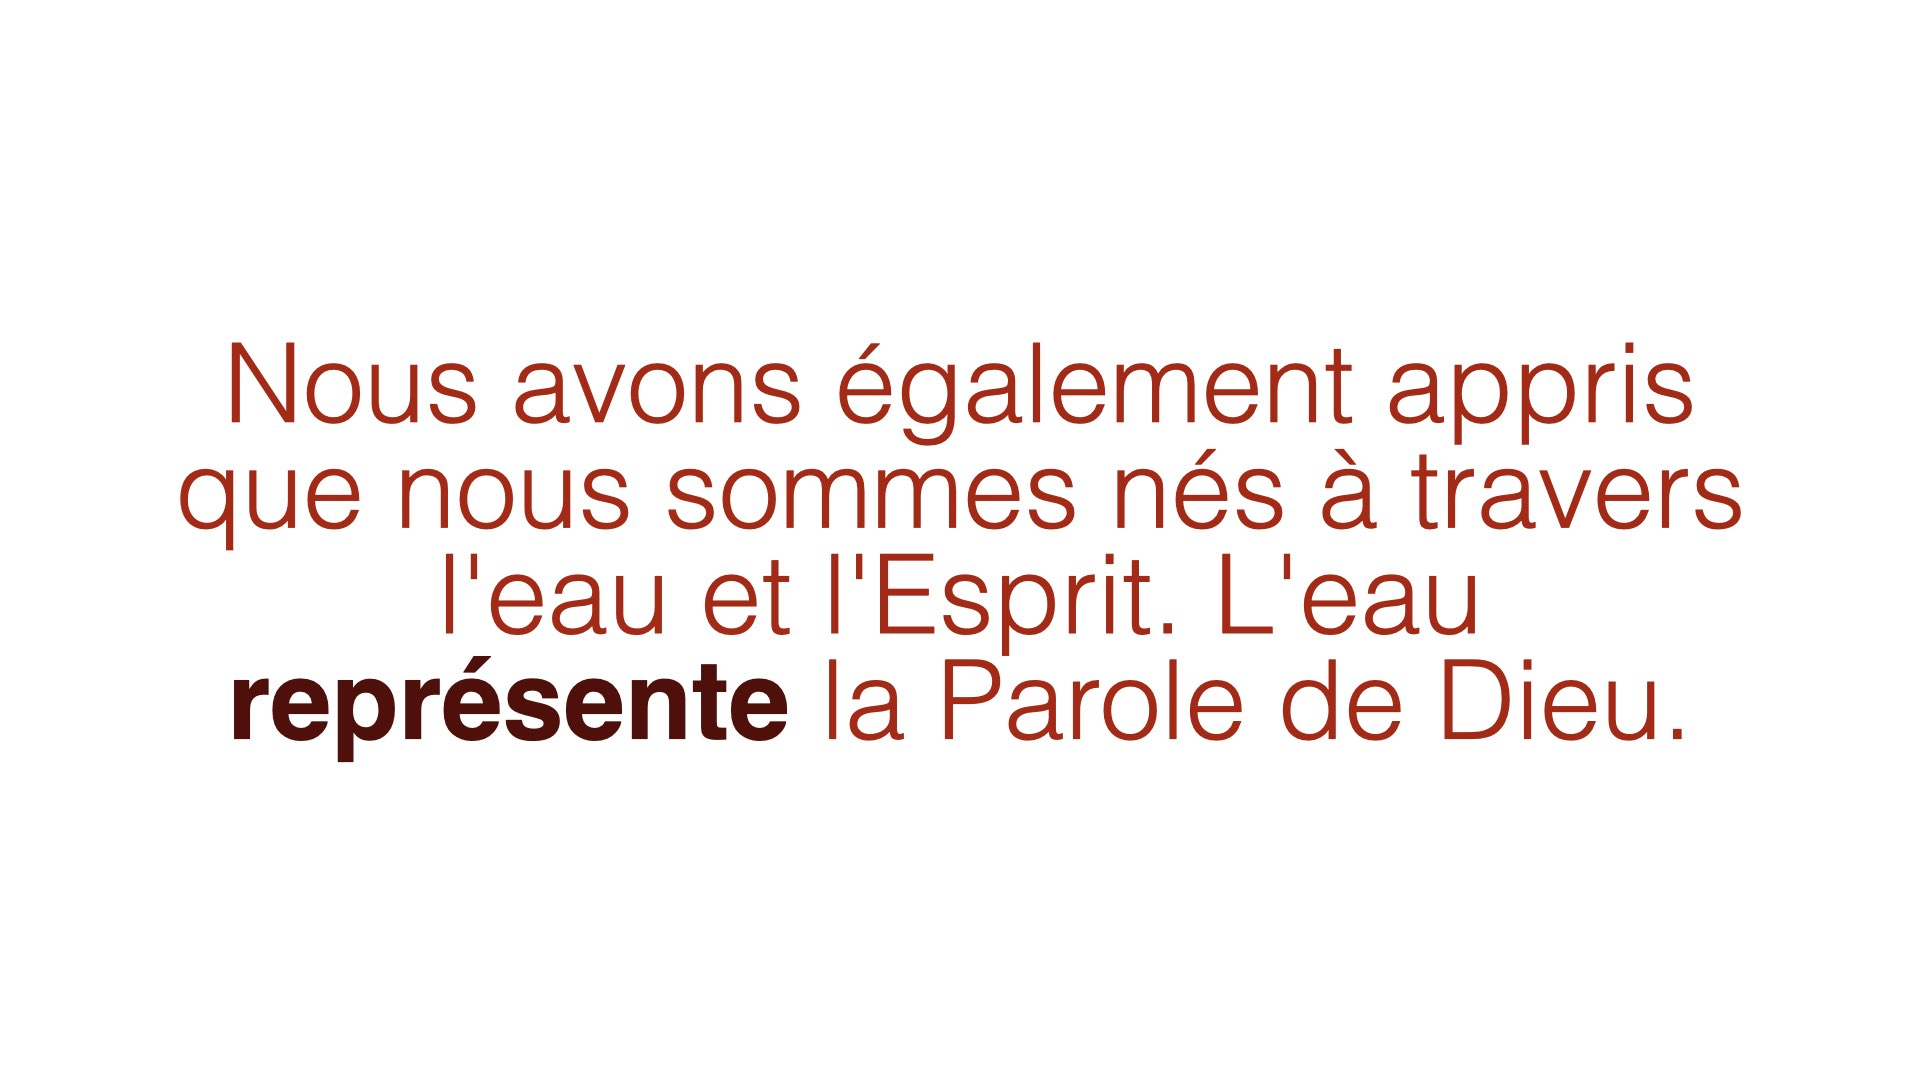 Nous avons également appris
que nous sommes nés à travers
l'eau et l'Esprit. L'eau
représente la Parole de Dieu.